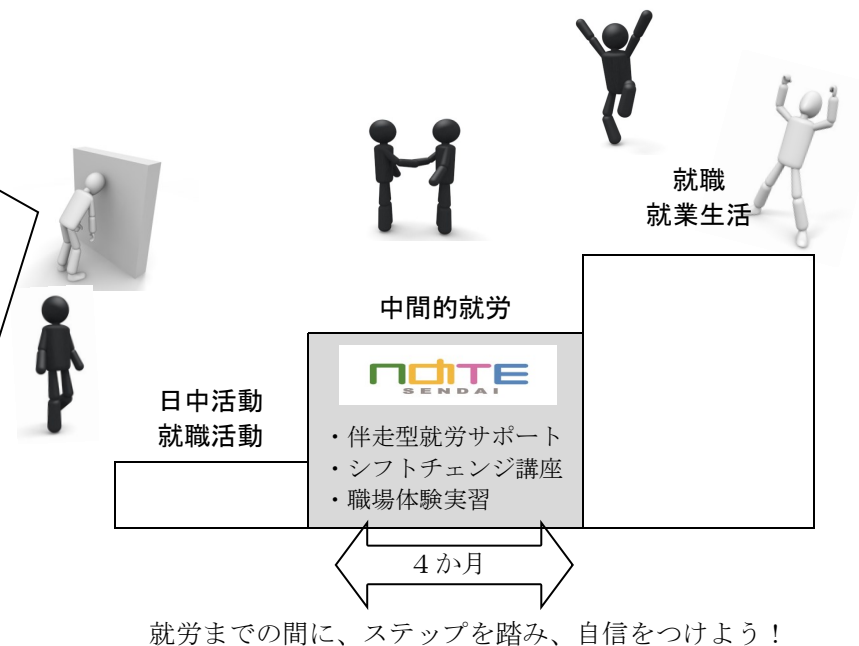 就職
就業生活
中間的就労
SENDAI
日中活動
就職活動
・伴走型就労サポート
・シフトチェンジ講座
・職場体験実習
４か月
就労までの間に、ステップを踏み、自信をつけよう！